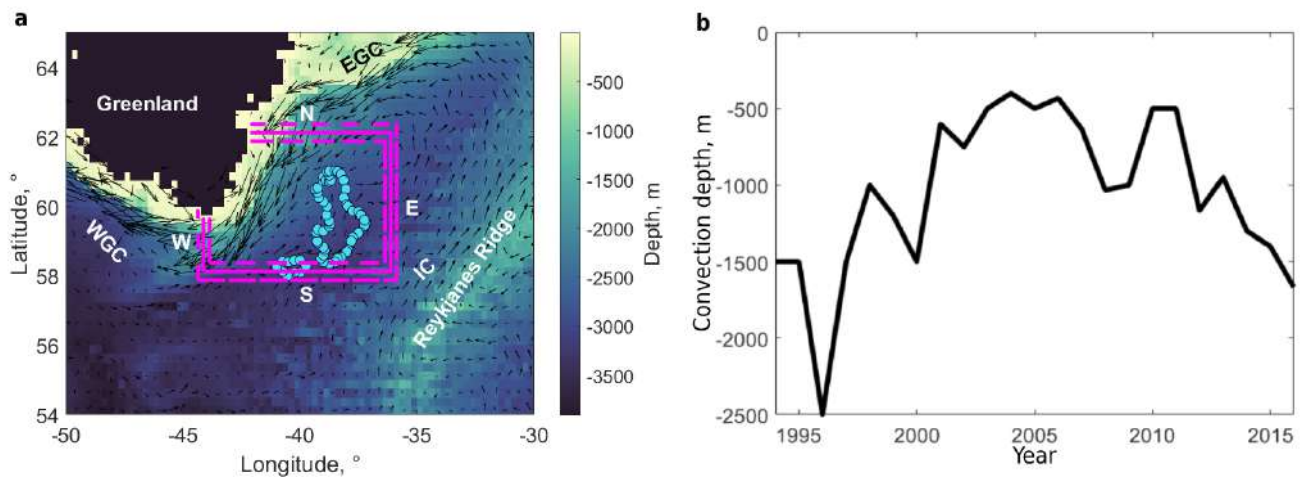 a
64
62
60
58
56
54
Latitude, °
-50
-45
-40
-35
-30
Longitude, °
Greenland
EGC
N
E
W
WGC
S
IC
Reykjanes Ridge
-500
-1000
-1500
-2000
-2500
-3000
-3500
Depth, m
b
0
-500
-1000
-1500
-2000
-2500
Convection depth, m
1995
2000
2005
2010
2015
Year